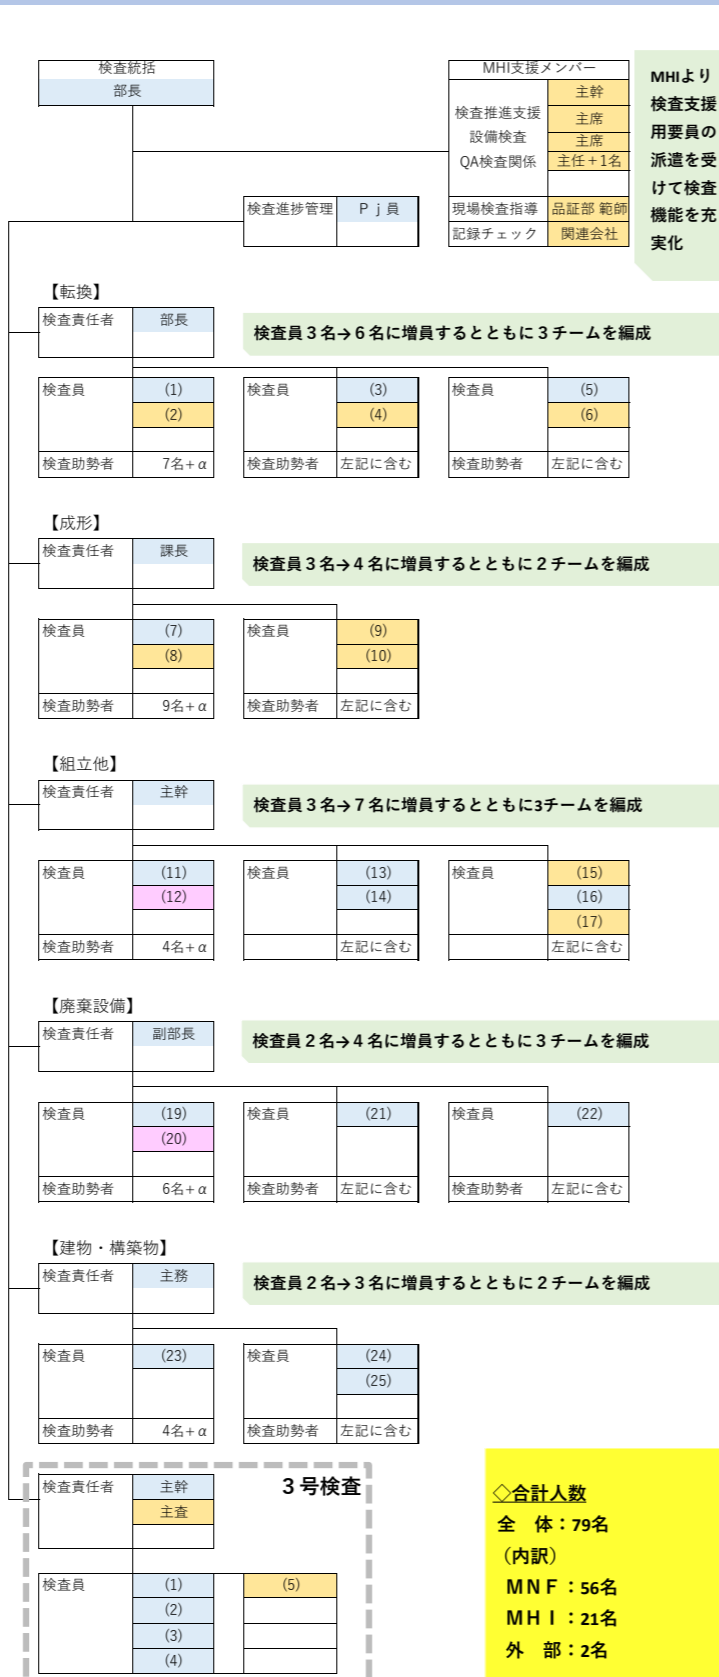 検査統括
部長
MHI支援メンバー
検査推進支援
設備検査
QA検査関係
主幹
主席
主席
主任＋1名
現場検査指導 品証部 範師
記録チェック 関連会社
MHIより
検査支援
用要員の
派遣を受
けて検査
機能を充
実化
検査進捗管理 Ｐｊ員
【転換】
検査責任者 部長
検査員３名→６名に増員するとともに３チームを編成
検査員 (1) 検査員 (3) 検査員 (5)
(2) (4) (6)
検査助勢者 7名+α 検査助勢者 左記に含む 検査助勢者 左記に含む
【成形】
検査責任者 課長
検査員３名→４名に増員するとともに２チームを編成
検査員 (7) 検査員 (9)
(8) (10)
検査助勢者 9名+α 検査助勢者 左記に含む
【組立他】
検査責任者 主幹
検査員３名→７名に増員するとともに3チームを編成
検査員 (11) 検査員 (13) 検査員 (15)
(12) (14) (16)
(17)
検査助勢者 4名+α 左記に含む 左記に含む
【廃棄設備】
検査責任者 副部長
検査員２名→４名に増員するとともに３チームを編成
検査員 (19) 検査員 (21) 検査員 (22)
(20)
検査助勢者 6名+α 検査助勢者 左記に含む 検査助勢者 左記に含む
【建物・構築物】
検査責任者 主務
検査員２名→３名に増員するとともに２チームを編成
検査員 (23) 検査員 (24)
(25)
検査助勢者 4名+α 検査助勢者 左記に含む
３号検査
検査責任者 主幹
主査
検査員 (1) (5)
(2)
(3)
(4)
◇合計人数
全　体：79名
（内訳）
ＭＮＦ：56名
ＭＨＩ：21名
外　部：2名